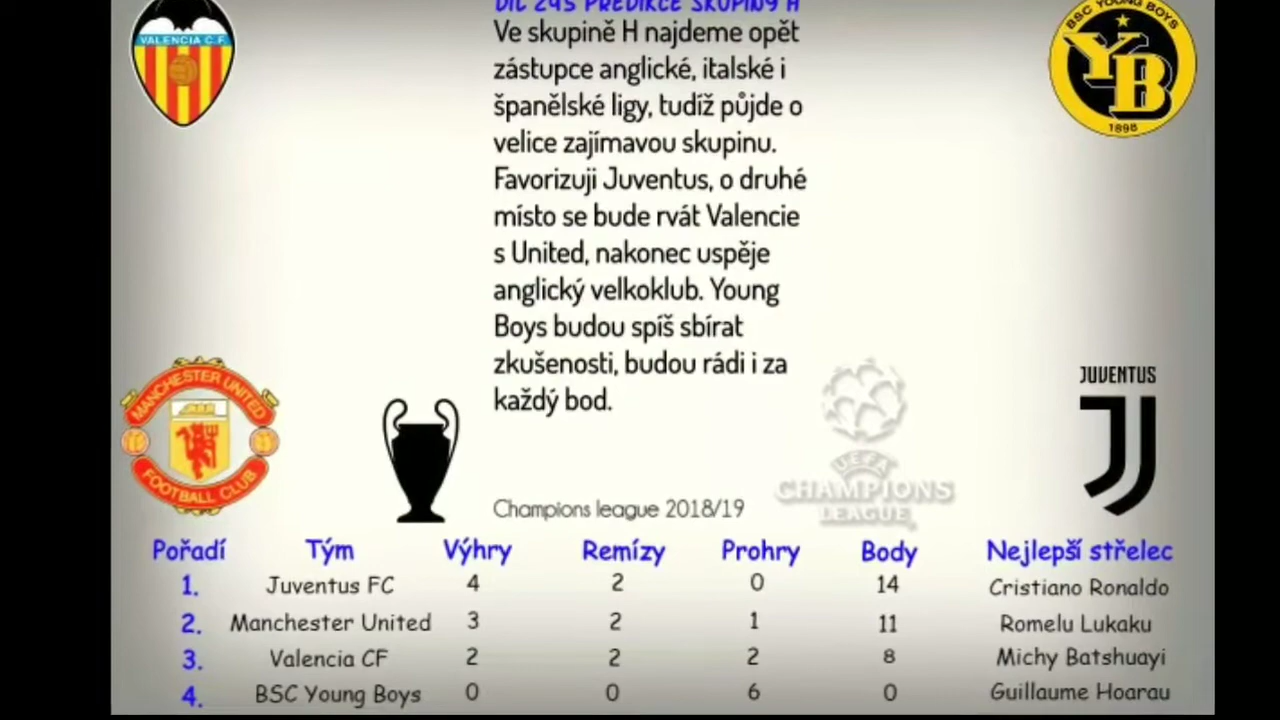 DÍL 245 PREDIKCE SKUPINY H
VALENCIA C.F.
BSC YOUNG BOYS
YB
1898
Ve skupině H najdeme opět
zástupce anglické, italské i
španělské ligy, tudíž půjde o
velice zajímavou skupinu.
Favorizuji Juventus, o druhé
místo se bude rvát Valencie
s United, nakonec uspěje
anglický velkoklub. Young
Boys budou spíš sbírat
zkušenosti, budou rádi i za
každý bod.
MANCHESTER UNITED
FOOTBALL CLUB
JUVENTUS
UEFA
CHAMPIONS
LEAGUE
Champions league 2018/19
Pořadí Tým Výhry Remízy Prohry Body Nejlepší střelec
1. Juventus FC 4 2 0 14 Cristiano Ronaldo
2. Manchester United 3 2 1 11 Romelu Lukaku
3. Valencia CF 2 2 2 8 Michy Batshuayi
4. BSC Young Boys 0 0 6 0 Guillaume Hoarau